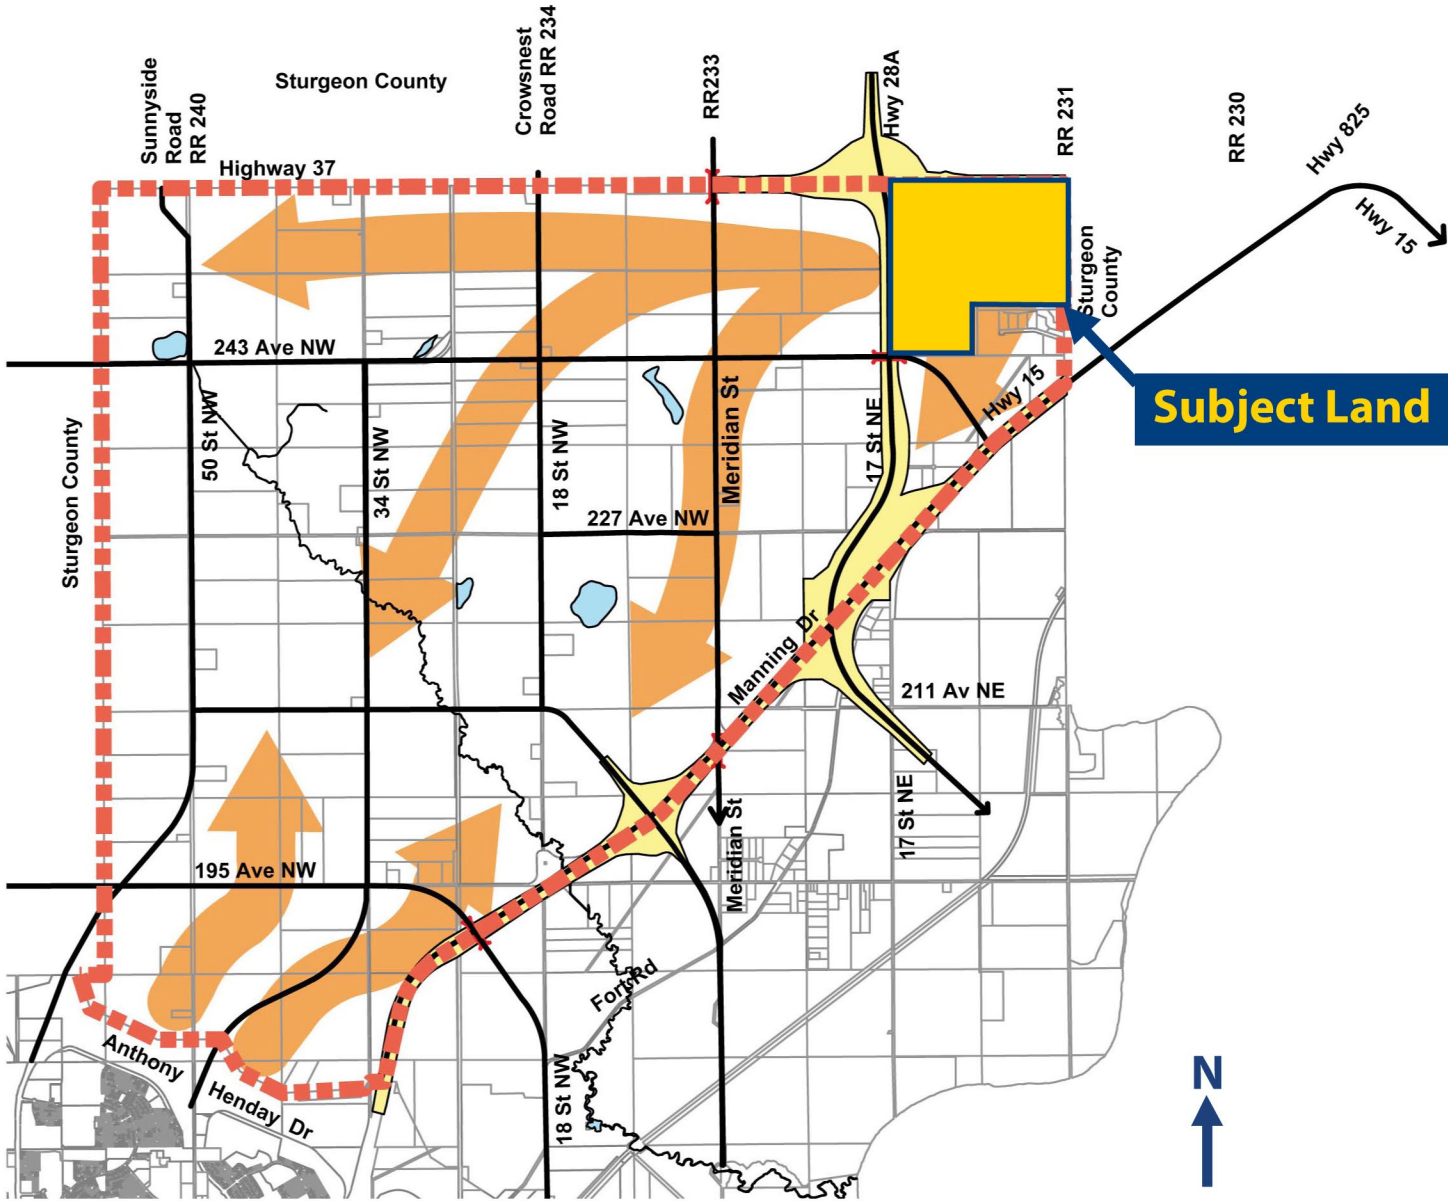 Sturgeon County
Sunnyside
Road
RR 240
Crowsnest
Road RR 234
RR233
Hwy 28A
RR 231
RR 230
Hwy 825
Hwy 15
Highway 37
Sturgeon
County
243 Ave NW
Hwy 15
Subject Land
Sturgeon County
50 St NW
34 St NW
18 St NW
Meridian St
17 St NE
227 Ave NW
Manning Dr
211 Av NE
195 Ave NW
Meridian St
17 St NE
Fort Rd
Anthony
Henday Dr
18 St NW
N